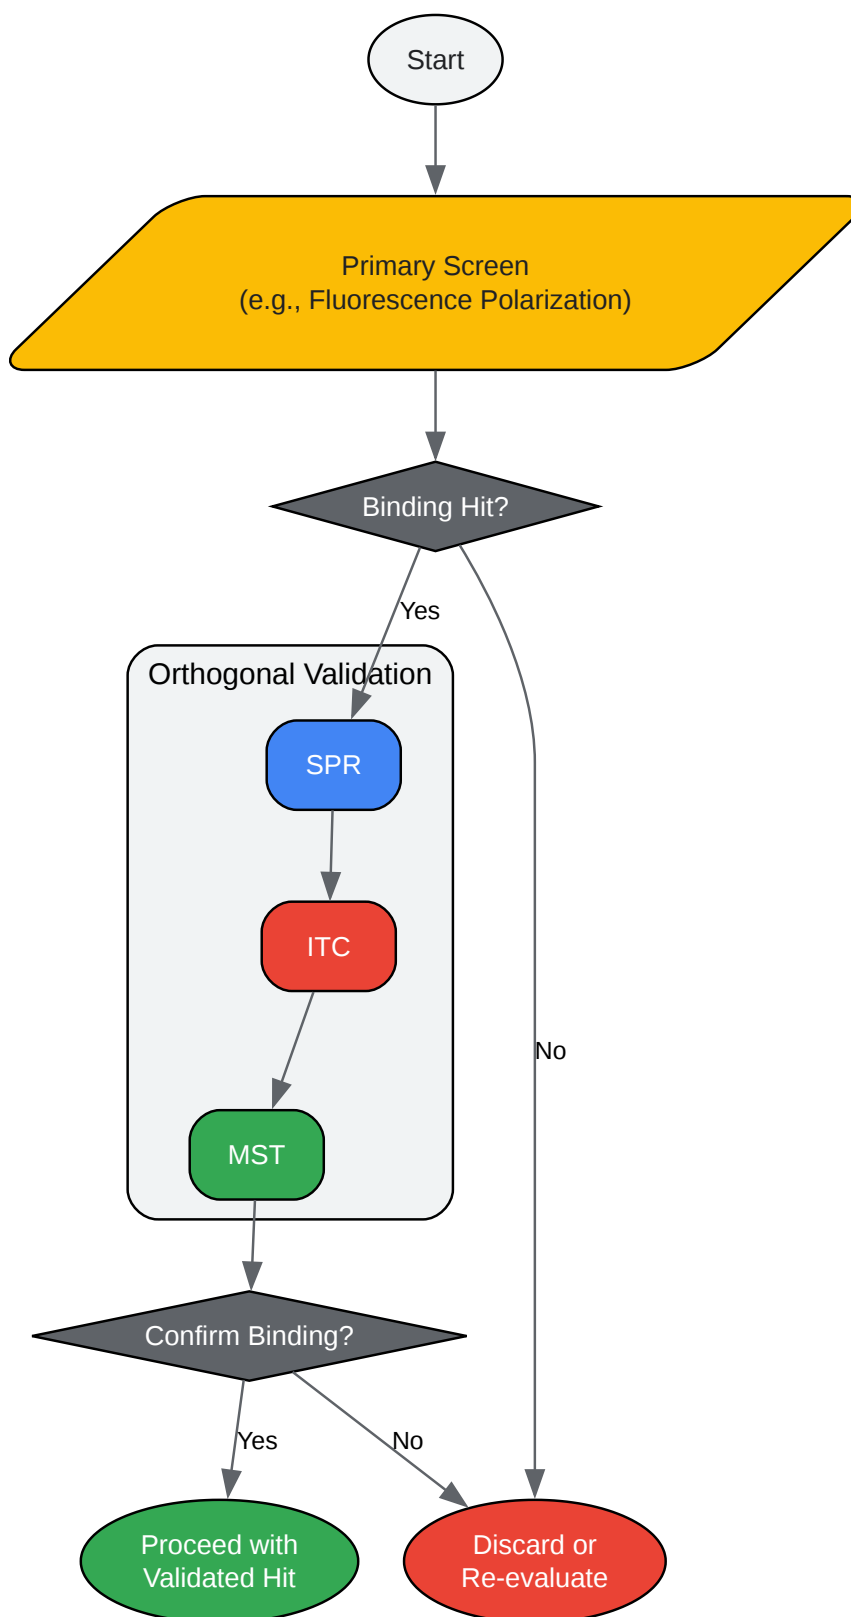 Start
Primary Screen
(e.g., Fluorescence Polarization)
Binding Hit?
Yes
Orthogonal Validation
SPR
ITC
No
MST
Confirm Binding?
Yes
No
Proceed with
Validated Hit
Discard or
Re-evaluate